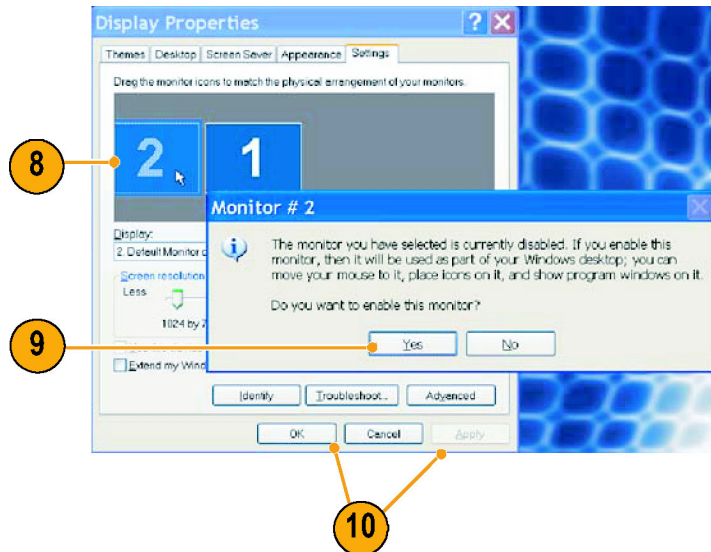 Display Properties
?
Themes Desktop Screen Saver Appearance Settings
Drag the monitor icons to match the physical arrangement of your monitors.
8
2 1
Monitor # 2
The monitor you have selected is currently disabled. If you enable this
monitor, then it will be used as part of your Windows desktop; you can
move your mouse to it, place icons on it, and show program windows on it.
Do you want to enable this monitor?
Yes No
Display:
2. Default Monitor
Screen resolution
Less
1024 by
9
Extend my
Identify Troubleshoot... Advanced
OK Cancel Apply
10